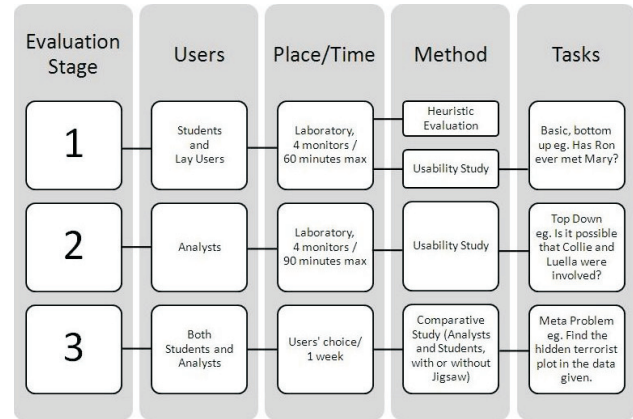 Evaluation
Stage
Users
Place/Time
Method
Tasks
1
Students
and
Lay Users
Laboratory,
4 monitors /
60 minutes max
Heuristic
Evaluation
Usability Study
Basic, bottom
up eg. Has Ron
ever met Mary?
2
Analysts
Laboratory,
4 monitors /
90 minutes max
Usability Study
Top Down
eg. Is it possible
that Collie and
Luella were
involved?
3
Both
Students and
Analysts
Users' choice/
1 week
Comparative
Study (Analysts
and Students,
with or without
Jigsaw)
Meta Problem
eg. Find the
hidden terrorist
plot in the data
given.